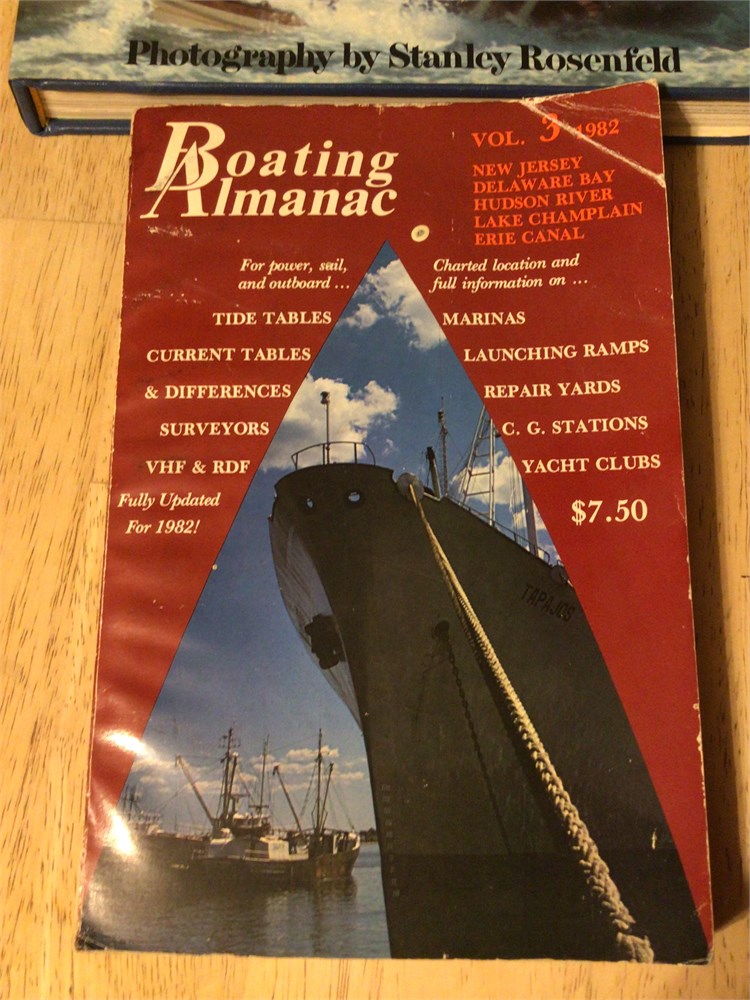 Photography by Stanley Rosenfeld
Boating
Almanac
VOL. 3 1982
NEW JERSEY
DELAWARE BAY
HUDSON RIVER
LAKE CHAMPLAIN
ERIE CANAL
For power, sail,
and outboard ...
TIDE TABLES
CURRENT TABLES
& DIFFERENCES
SURVEYORS
VHF & RDF
Fully Updated
For 1982!
Charted location and
full information on ...
MARINAS
LAUNCHING RAMPS
REPAIR YARDS
C. G. STATIONS
YACHT CLUBS
$7.50
TAPAJOS